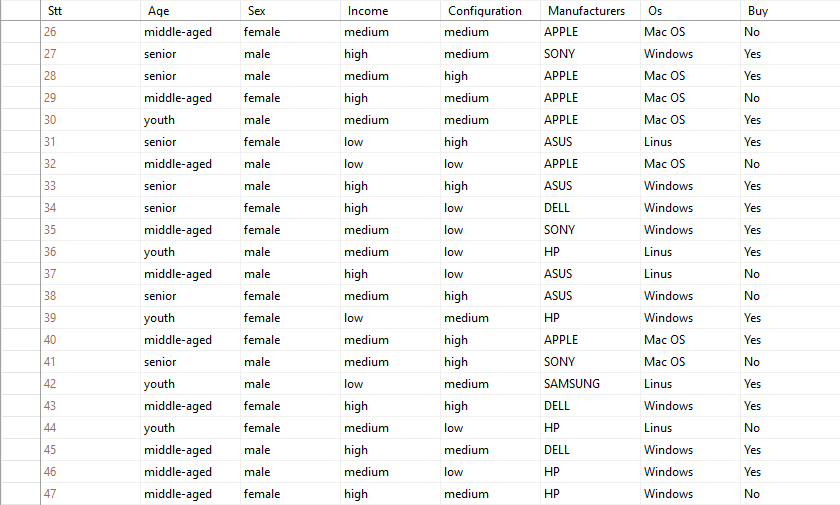 Stt Age Sex Income Configuration Manufacturers Os Buy
26 middle-aged female medium medium APPLE Mac OS No
27 senior male high medium SONY Windows Yes
28 senior male medium high APPLE Mac OS Yes
29 middle-aged female high medium APPLE Mac OS No
30 youth male medium medium APPLE Mac OS Yes
31 senior female low high ASUS Linus Yes
32 middle-aged male low low APPLE Mac OS No
33 senior male high high ASUS Windows Yes
34 senior female high low DELL Windows Yes
35 middle-aged female medium low SONY Windows Yes
36 youth male medium low HP Linus Yes
37 middle-aged male high low ASUS Linus No
38 senior female medium high ASUS Windows No
39 youth female low medium HP Windows Yes
40 middle-aged female medium high APPLE Mac OS Yes
41 senior male medium high SONY Mac OS No
42 youth male low medium SAMSUNG Linus Yes
43 middle-aged female high high DELL Windows Yes
44 youth female medium low HP Linus No
45 middle-aged male high medium DELL Windows Yes
46 middle-aged male medium low HP Windows Yes
47 middle-aged female high medium HP Windows No